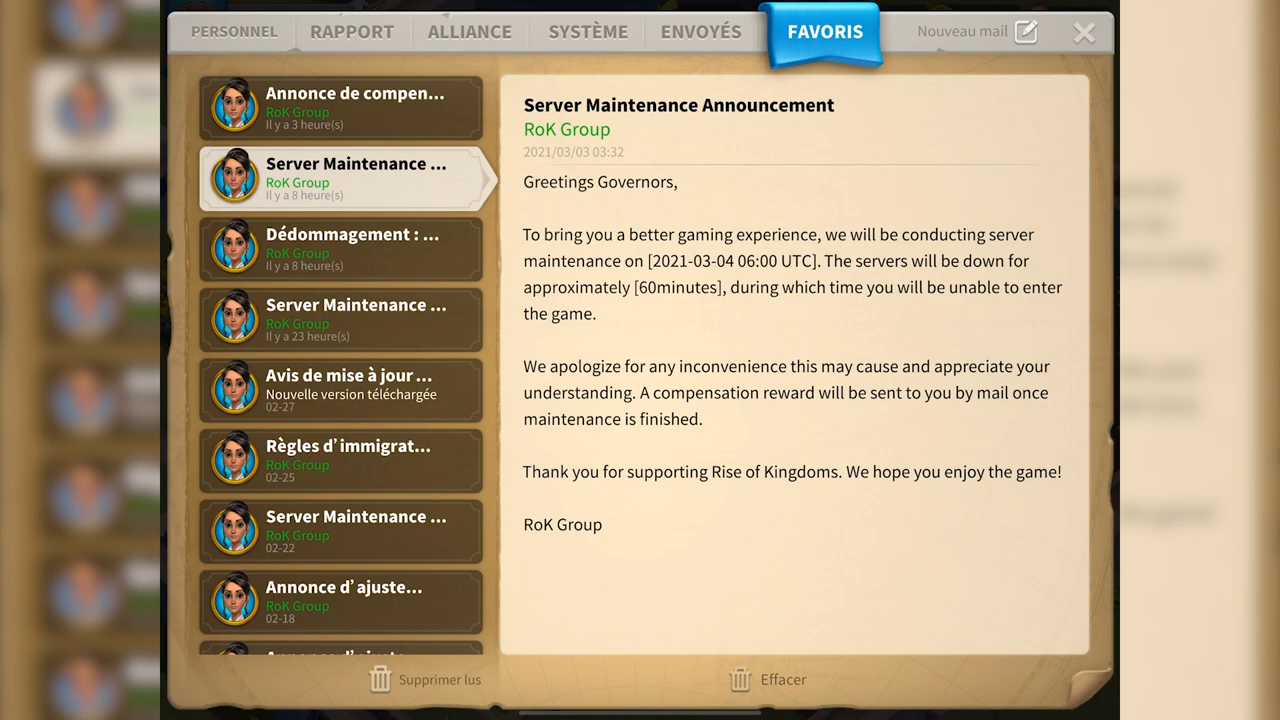 PERSONNEL RAPPORT ALLIANCE SYSTÈME ENVOYÉS FAVORIS Nouveau mail
Annonce de compen...
RoK Group
Il y a 3 heure(s)
Server Maintenance ...
RoK Group
Il y a 8 heure(s)
Dédommagement : ...
RoK Group
Il y a 8 heure(s)
Server Maintenance ...
RoK Group
Il y a 23 heure(s)
Avis de mise à jour ...
Nouvelle version téléchargée
02-27
Règles d'immigrat...
RoK Group
02-25
Server Maintenance ...
RoK Group
02-22
Annonce d'ajuste...
RoK Group
02-18
Supprimer lus
Server Maintenance Announcement
RoK Group
2021/03/03 03:32
Greetings Governors,
To bring you a better gaming experience, we will be conducting server
maintenance on [2021-03-04 06:00 UTC]. The servers will be down for
approximately [60minutes], during which time you will be unable to enter
the game.
We apologize for any inconvenience this may cause and appreciate your
understanding. A compensation reward will be sent to you by mail once
maintenance is finished.
Thank you for supporting Rise of Kingdoms. We hope you enjoy the game!
RoK Group
Effacer